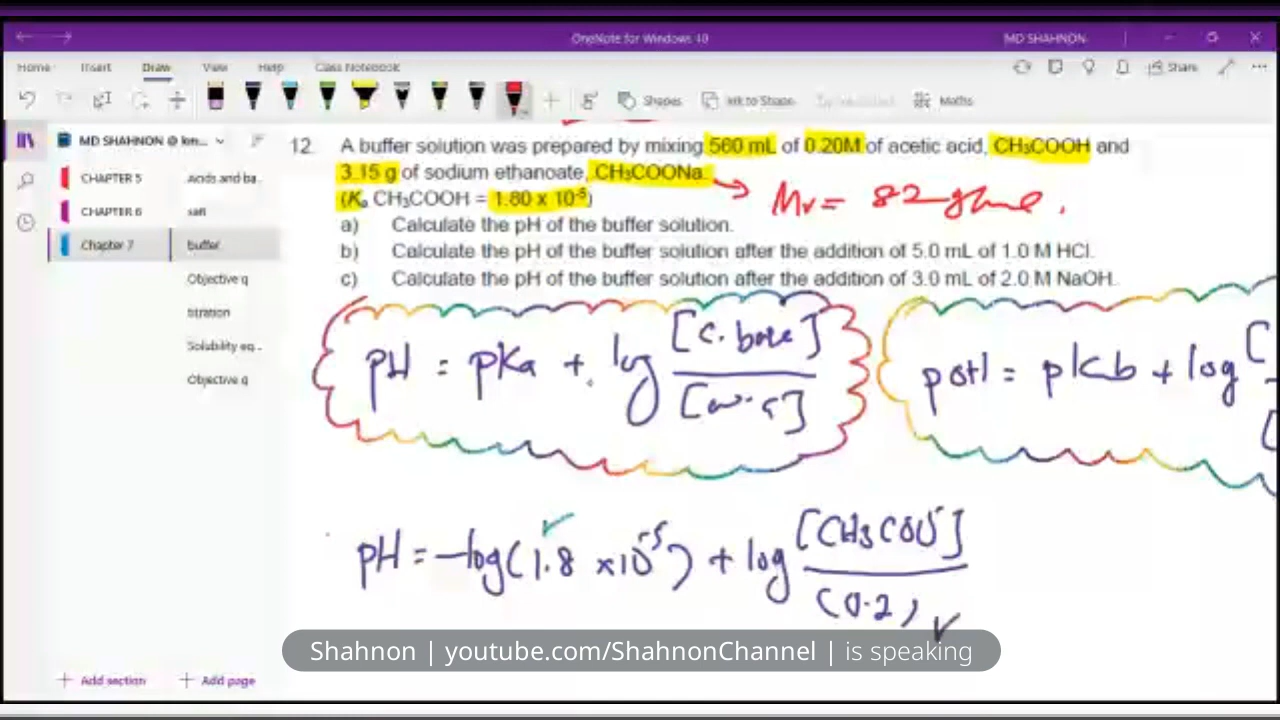 OneNote for Windows 10
MD SHAHNON
Home Insert Draw View Help Class Notebook
Share
Shapes Ink to Shape Maths
MD SHAHNON @ km...
CHAPTER 5 Acids and ba..
CHAPTER 6 salt
Chapter 7 buffer
Objective q
titration
Solubility eq..
Objective q
Add section Add page
12. A buffer solution was prepared by mixing 560 mL of 0.20M of acetic acid, CH₃COOH and
3.15 g of sodium ethanoate, CH₃COONa.
(Kₐ CH₃COOH = 1.80 x 10⁻⁵)
Mr = 82 g/mol.
a) Calculate the pH of the buffer solution.
b) Calculate the pH of the buffer solution after the addition of 5.0 mL of 1.0 M HCl.
c) Calculate the pH of the buffer solution after the addition of 3.0 mL of 2.0 M NaOH.
pH = pKa + log [c. base] / [w.a]
pOH = pKb + log [
pH = -log(1.8 x10⁻⁵) + log [CH3COO⁻] / (0.2)
Shahnon | youtube.com/ShahnonChannel | is speaking